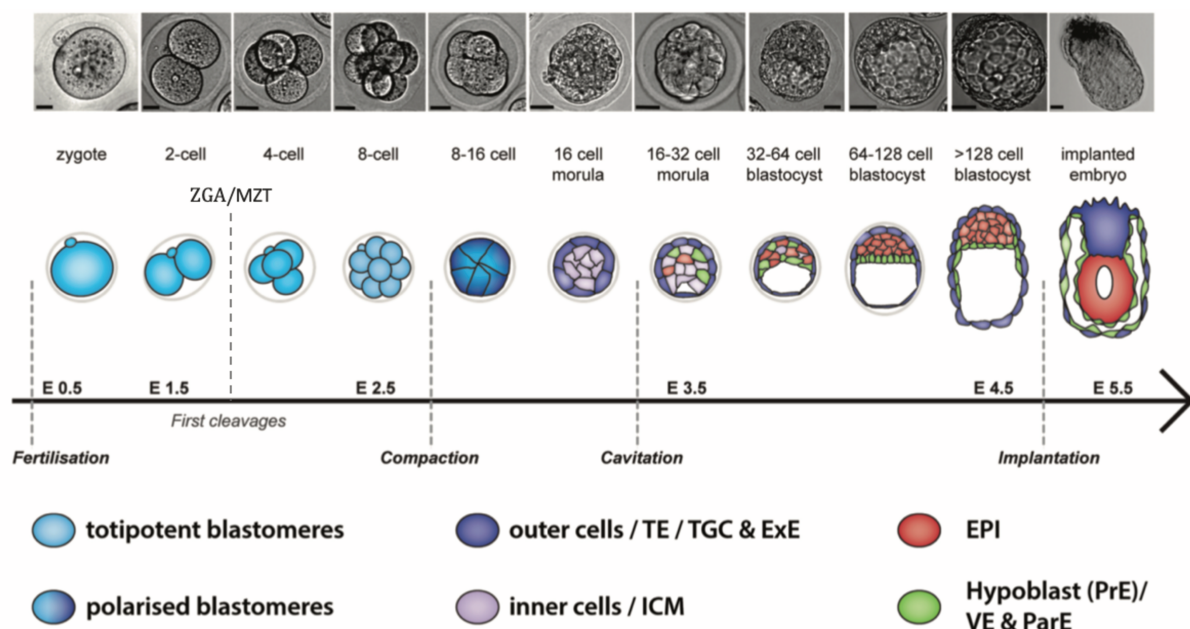 zygote
2-cell
4-cell
8-cell
8-16 cell
16 cell
morula
16-32 cell
morula
32-64 cell
blastocyst
64-128 cell
blastocyst
>128 cell
blastocyst
implanted
embryo
ZGA/MZT
E 0.5
E 1.5
E 2.5
E 3.5
E 4.5
E 5.5
First cleavages
Fertilisation
Compaction
Cavitation
Implantation
totipotent blastomeres
outer cells / TE / TGC & ExE
EPI
polarised blastomeres
inner cells / ICM
Hypoblast (PrE)/
VE & ParE